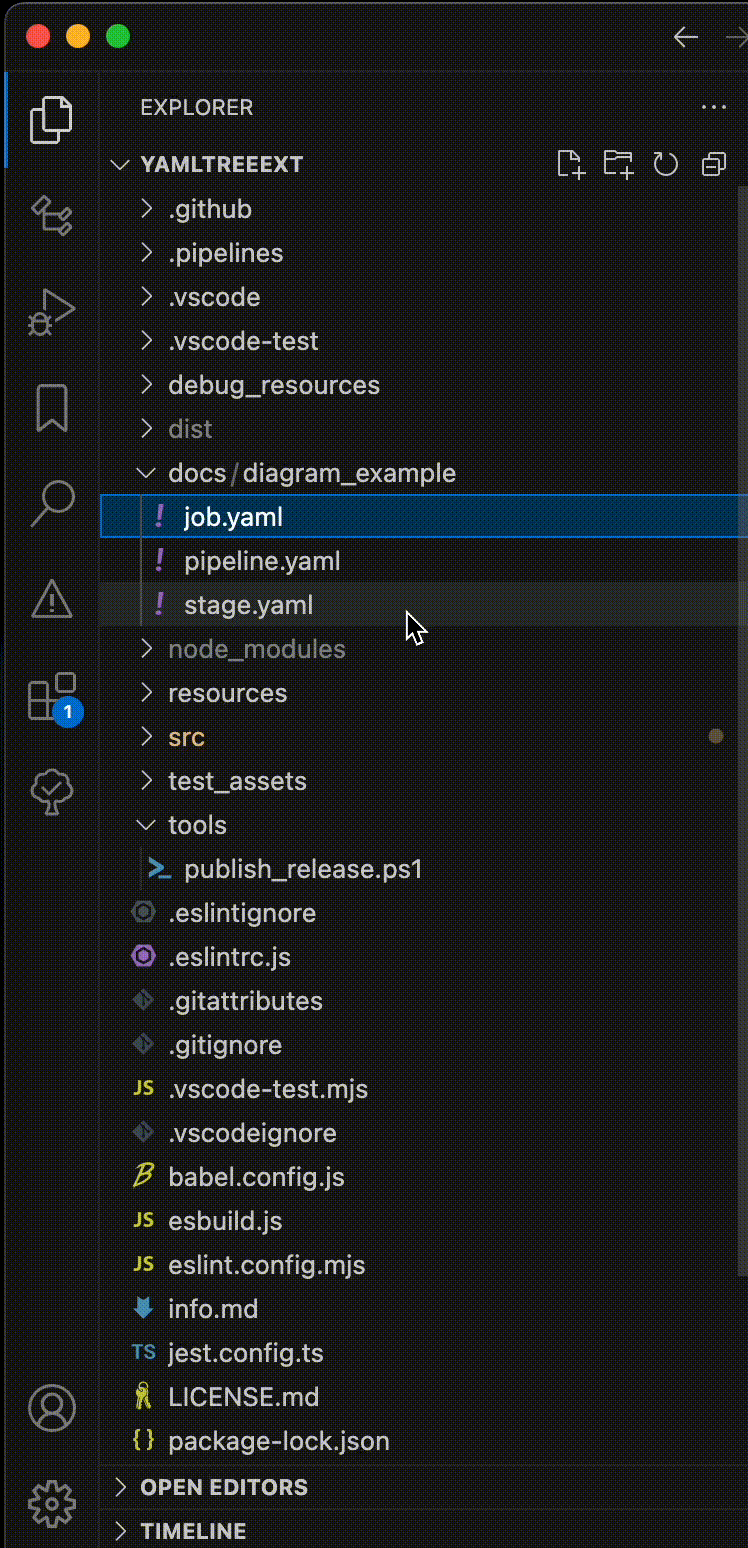 EXPLORER
YAMLTREEEXT
.github
.pipelines
.vscode
.vscode-test
debug_resources
dist
docs/diagram_example
! job.yaml
! pipeline.yaml
! stage.yaml
node_modules
resources
src
1
test_assets
tools
publish_release.ps1
.eslintignore
.eslintrc.js
.gitattributes
.gitignore
JS .vscode-test.mjs
.vscodeignore
babel.config.js
JS esbuild.js
JS eslint.config.mjs
info.md
TS jest.config.ts
LICENSE.md
{} package-lock.json
OPEN EDITORS
TIMELINE